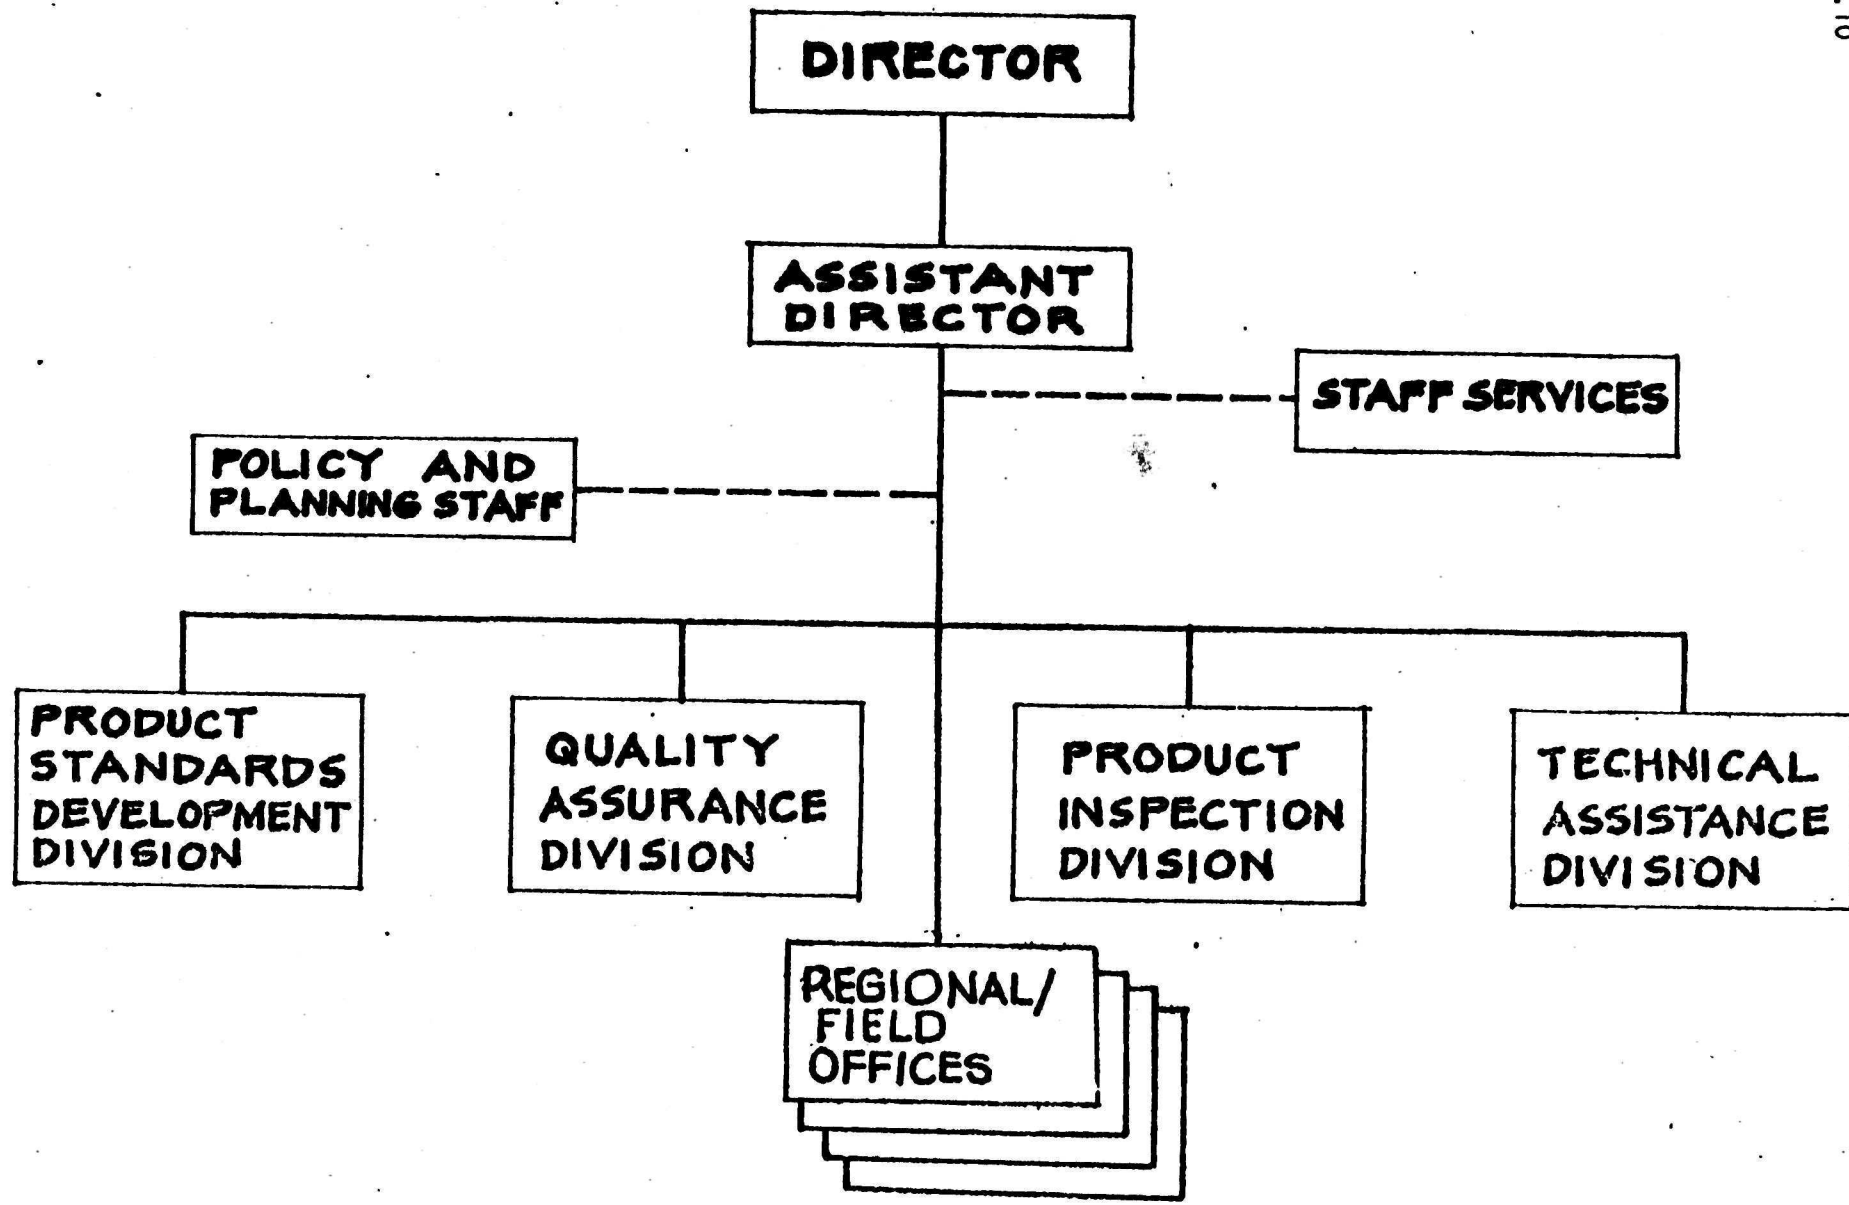 DIRECTOR
ASSISTANT
DIRECTOR
STAFF SERVICES
POLICY AND
PLANNING STAFF
PRODUCT
STANDARDS
DEVELOPMENT
DIVISION
QUALITY
ASSURANCE
DIVISION
PRODUCT
INSPECTION
DIVISION
TECHNICAL
ASSISTANCE
DIVISION
REGIONAL/
FIELD
OFFICES